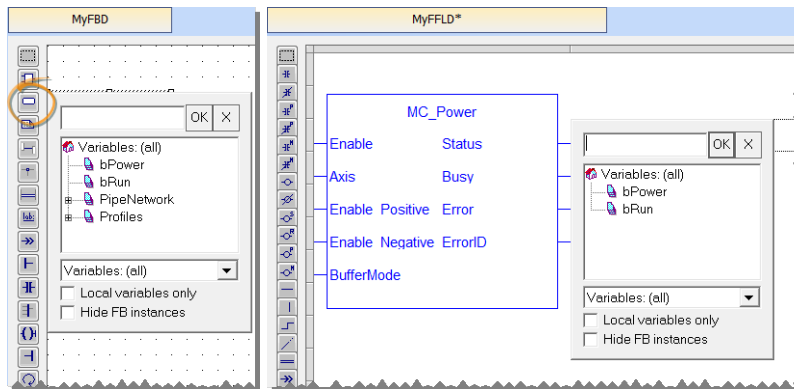 MyFBD
OK X
Variables: (all)
bPower
bRun
PipeNetwork
Profiles
Variables: (all)
Local variables only
Hide FB instances
MyFFLD*
MC_Power
Enable Status
Axis Busy
Enable Positive Error
Enable Negative ErrorID
BufferMode
OK X
Variables: (all)
bPower
bRun
Variables: (all)
Local variables only
Hide FB instances